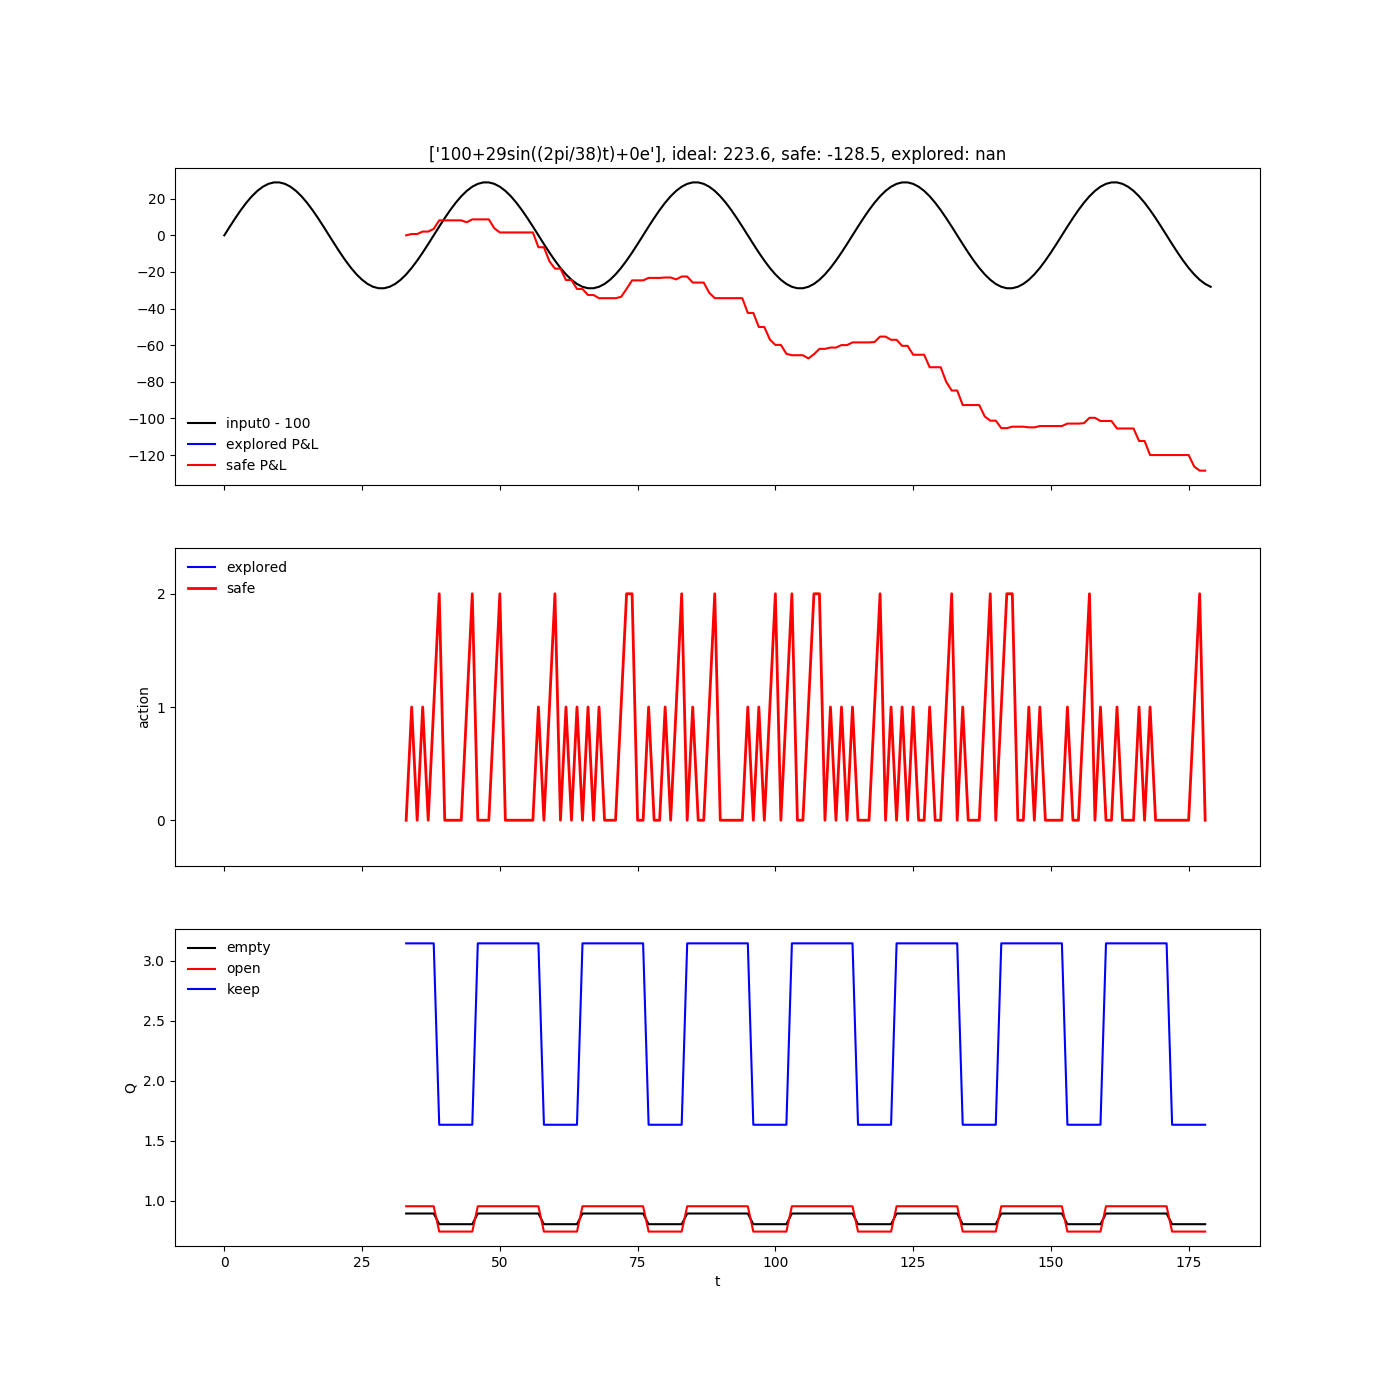 ['100+29sin((2pi/38)t)+0e'], ideal: 223.6, safe: -128.5, explored: nan
20
0
−20
−40
−60
−80
−100
−120
input0 - 100
explored P&L
safe P&L
explored
safe
2
1
0
action
empty
open
keep
3.0
2.5
2.0
1.5
1.0
Q
0 25 50 75 100 125 150 175
t